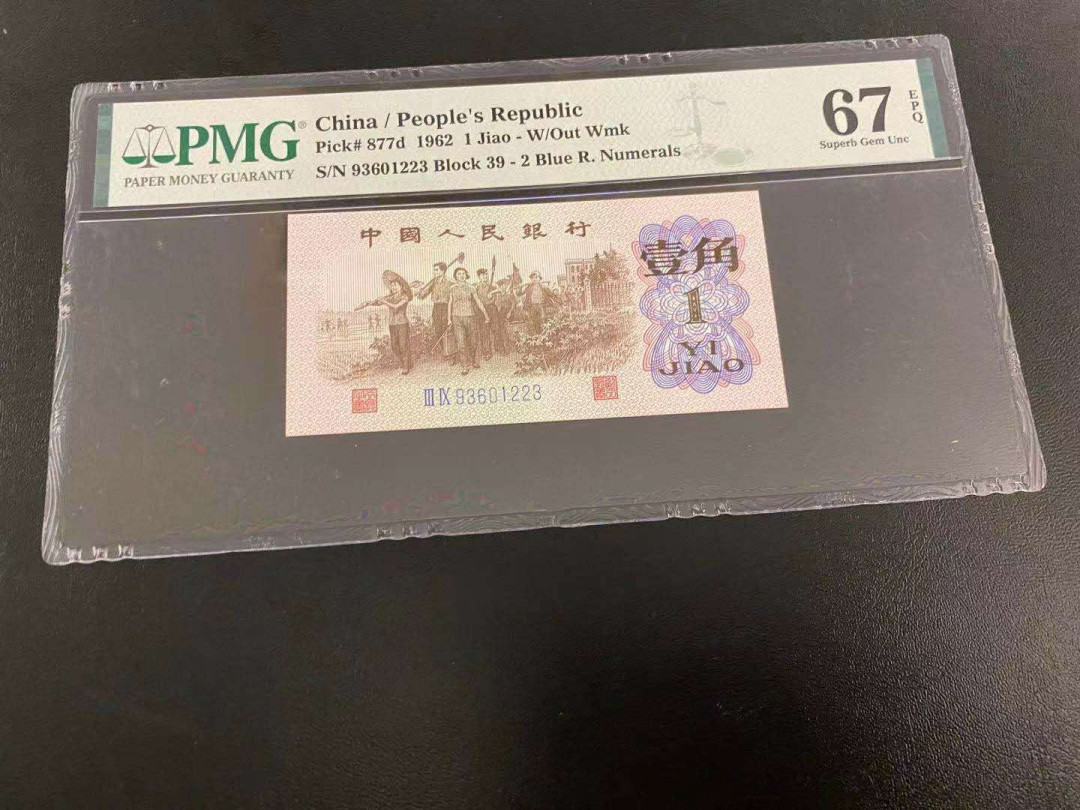 PMG®
PAPER MONEY GUARANTY
China / People's Republic
Pick# 877d 1962 1 Jiao - W/Out Wmk
S/N 93601223 Block 39 - 2 Blue R. Numerals
67
EPQ
Superb Gem Unc
中國人民銀行
壹角
1
YI
JIAO
III IX 93601223